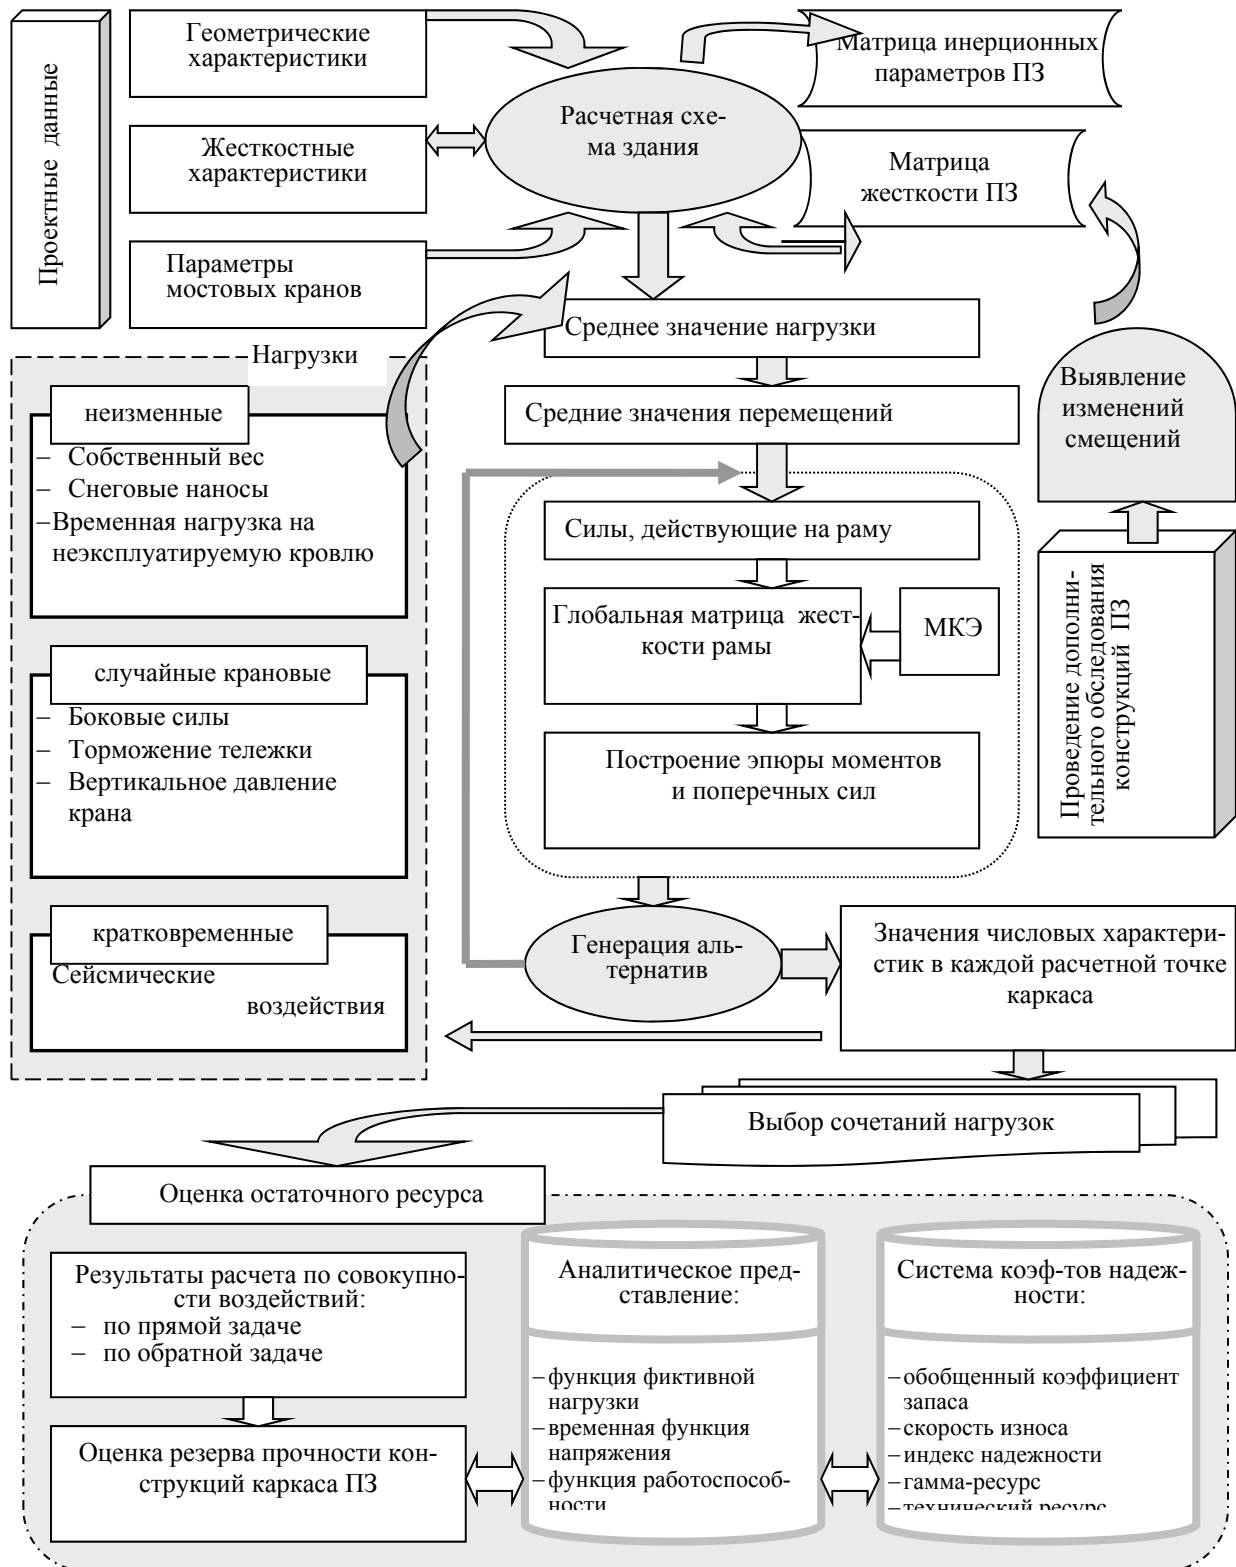 Проектные данные
Геометрические
характеристики
Жесткостные
характеристики
Параметры
мостовых кранов
Расчетная схе-
ма здания
Матрица инерционных
параметров ПЗ
Матрица
жесткости ПЗ
Среднее значение нагрузки
Средние значения перемещений
Нагрузки
неизменные
– Собственный вес
– Снеговые наносы
– Временная нагрузка на
неэксплуатируемую кровлю
случайные крановые
– Боковые силы
– Торможение тележки
– Вертикальное давление
крана
кратковременные
Сейсмические
воздействия
Силы, действующие на раму
Глобальная матрица жест-
кости рамы
МКЭ
Построение эпюры моментов
и поперечных сил
Выявление
изменений
смещений
Проведение дополни-
тельного обследования
конструкций ПЗ
Генерация аль-
тернатив
Значения числовых характери-
стик в каждой расчетной точке
каркаса
Выбор сочетаний нагрузок
Оценка остаточного ресурса
Результаты расчета по совокупно-
сти воздействий:
– по прямой задаче
– по обратной задаче
Оценка резерва прочности кон-
струкций каркаса ПЗ
Аналитическое пред-
ставление:
– функция фиктивной
нагрузки
– временная функция
напряжения
– функция работоспособ-
ности
Система коэф-тов надеж-
ности:
– обобщенный коэффициент
запаса
– скорость износа
– индекс надежности
– гамма-ресурс
– технический ресурс